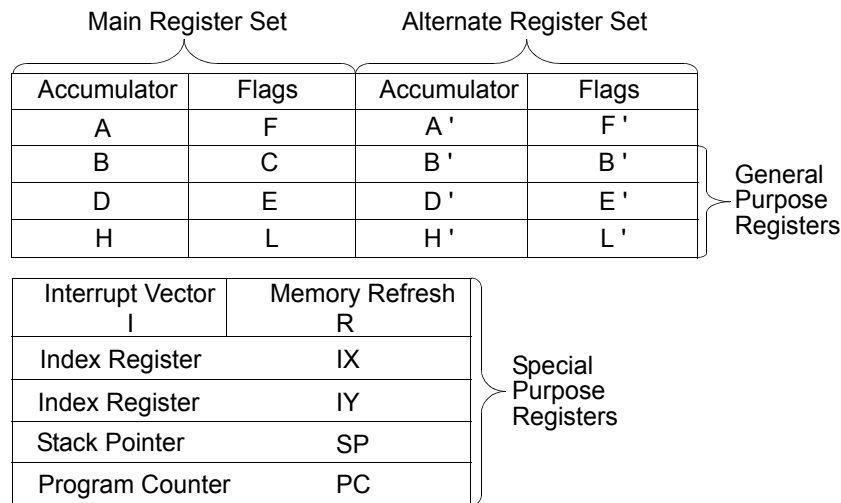 Main Register Set Alternate Register Set
Accumulator Flags Accumulator Flags
A F A ' F '
B C B ' B '
D E D ' E '
H L H ' L '
General
Purpose
Registers
Interrupt Vector Memory Refresh
I R
Index Register IX
Index Register IY
Stack Pointer SP
Program Counter PC
Special
Purpose
Registers